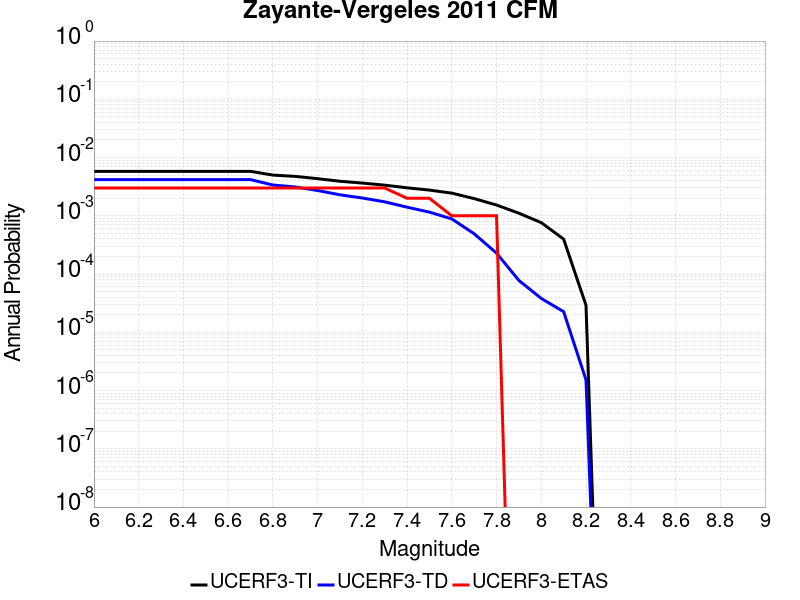 Zayante-Vergeles 2011 CFM
10^0
10^-1
10^-2
10^-3
10^-4
10^-5
10^-6
10^-7
10^-8
Annual Probability
6 6.2 6.4 6.6 6.8 7 7.2 7.4 7.6 7.8 8 8.2 8.4 8.6 8.8 9
Magnitude
UCERF3-TI UCERF3-TD UCERF3-ETAS